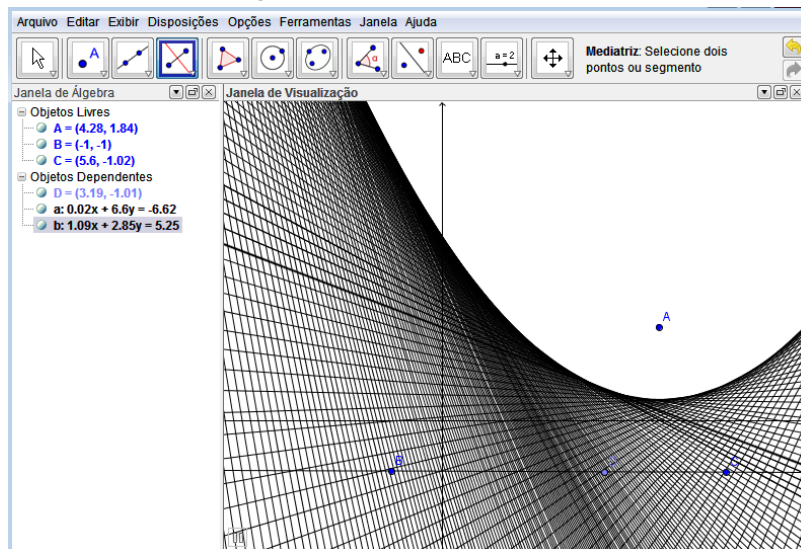 Arquivo Editar Exibir Disposições Opções Ferramentas Janela Ajuda
A
α
ABC
a = 2
Mediatriz: Selecione dois
pontos ou segmento
Janela de Álgebra
Janela de Visualização
Objetos Livres
A = (4.28, 1.84)
B = (-1, -1)
C = (5.6, -1.02)
Objetos Dependentes
D = (3.19, -1.01)
a: 0.02x + 6.6y = -6.62
b: 1.09x + 2.85y = 5.25
A
B